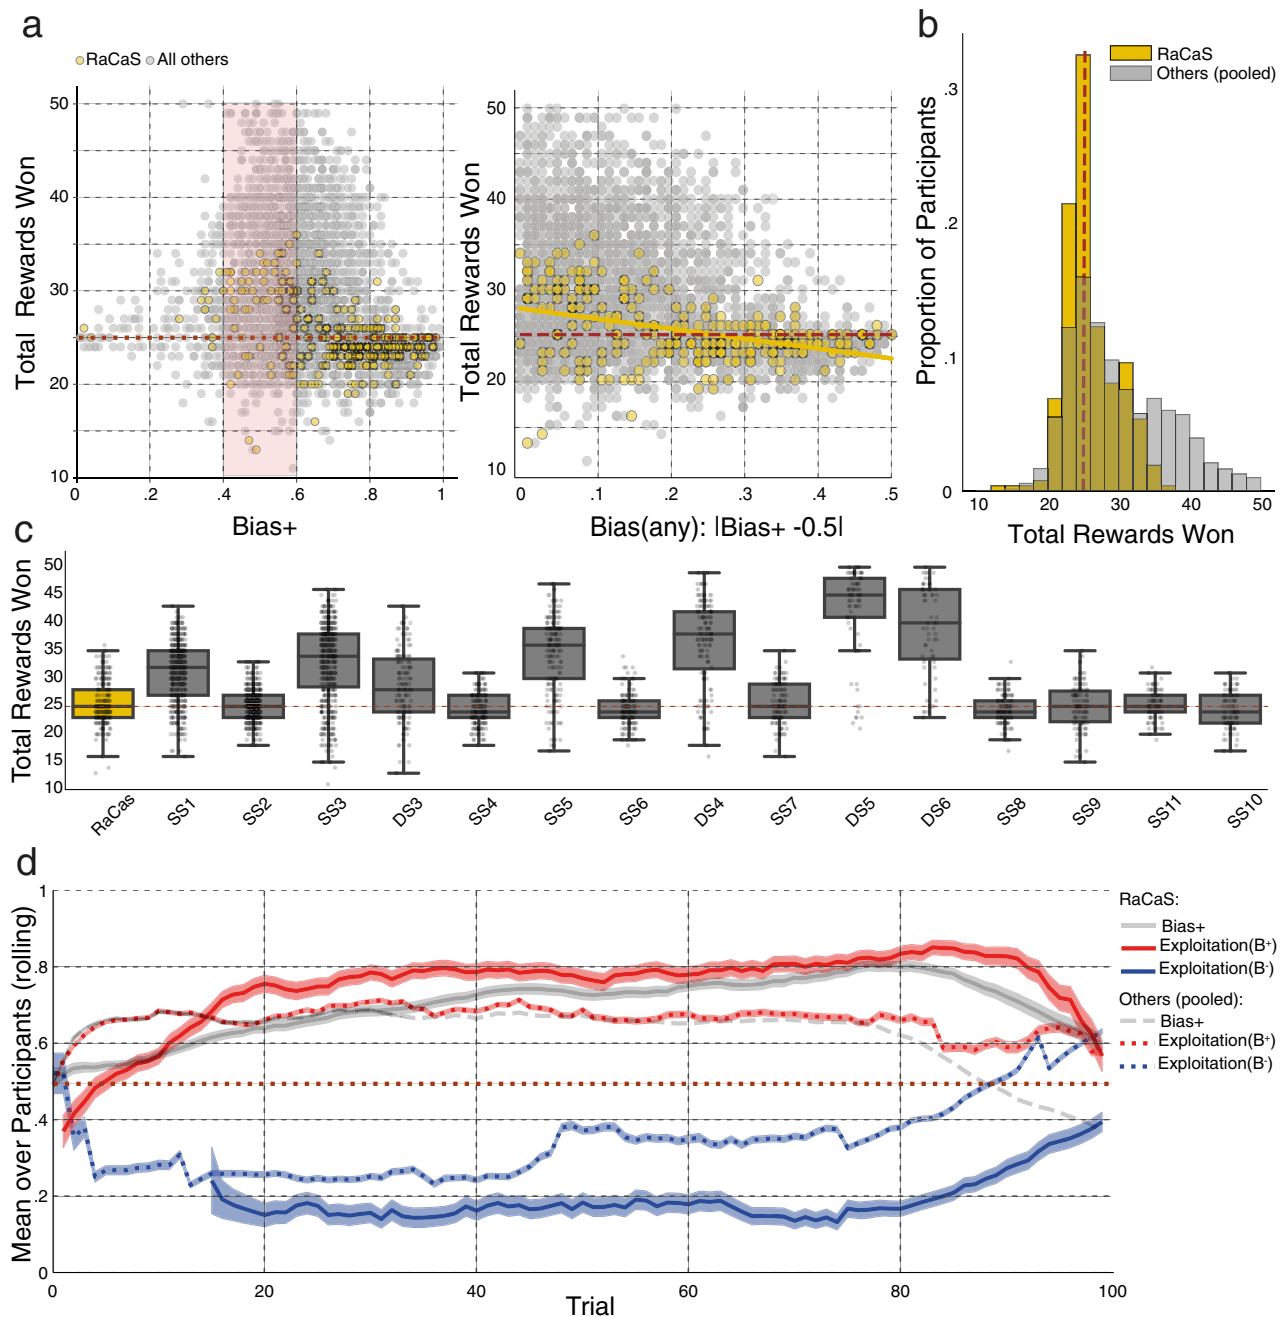 a
RaCaS All others
Total Rewards Won
50
40
30
20
10
0
.2
.4
.6
.8
1
Bias+
Total Rewards Won
50
40
30
20
10
0
.1
.2
.3
.4
.5
Bias(any): |Bias+ -0.5|
b
RaCaS
Others (pooled)
Proportion of Participants
.3
.2
.1
0
10
20
30
40
50
Total Rewards Won
c
Total Rewards Won
50
45
40
35
30
25
20
15
10
RaCas
SS1
SS2
SS3
DS3
SS4
SS5
SS6
DS4
SS7
DS5
DS6
SS8
SS9
SS11
SS10
d
Mean over Participants (rolling)
1
.8
.6
.4
.2
0
0
20
40
60
80
100
Trial
RaCaS:
Bias+
Exploitation(B+)
Exploitation(B-)
Others (pooled):
Bias+
Exploitation(B+)
Exploitation(B-)